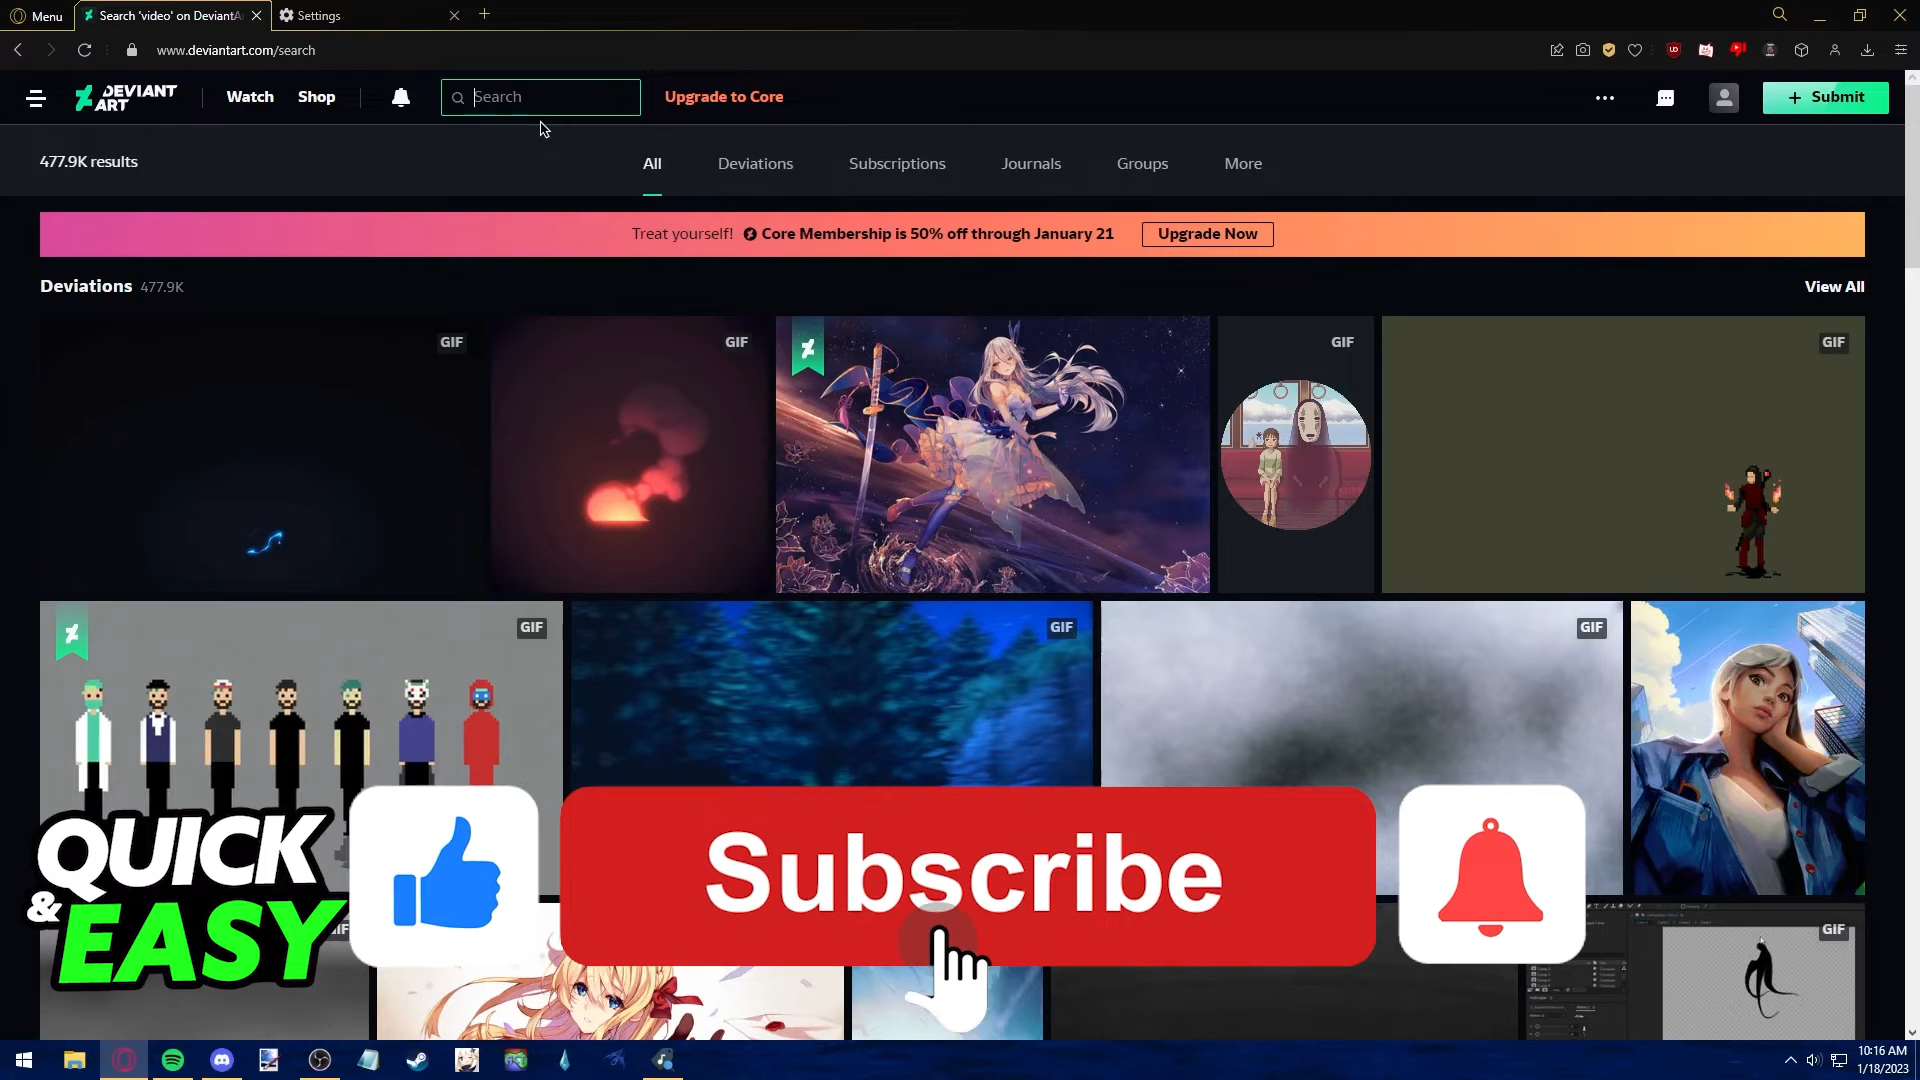 Menu
Search 'video' on DeviantA
Settings
www.deviantart.com/search
DEVIANT
ART
Watch
Shop
Search
Upgrade to Core
+ Submit
477.9K results
All
Deviations
Subscriptions
Journals
Groups
More
Treat yourself! Core Membership is 50% off through January 21
Upgrade Now
Deviations 477.9K
View All
GIF
GIF
GIF
GIF
GIF
GIF
GIF
QUICK
& EASY
Subscribe
GIF
GIF
10:16 AM
1/18/2023